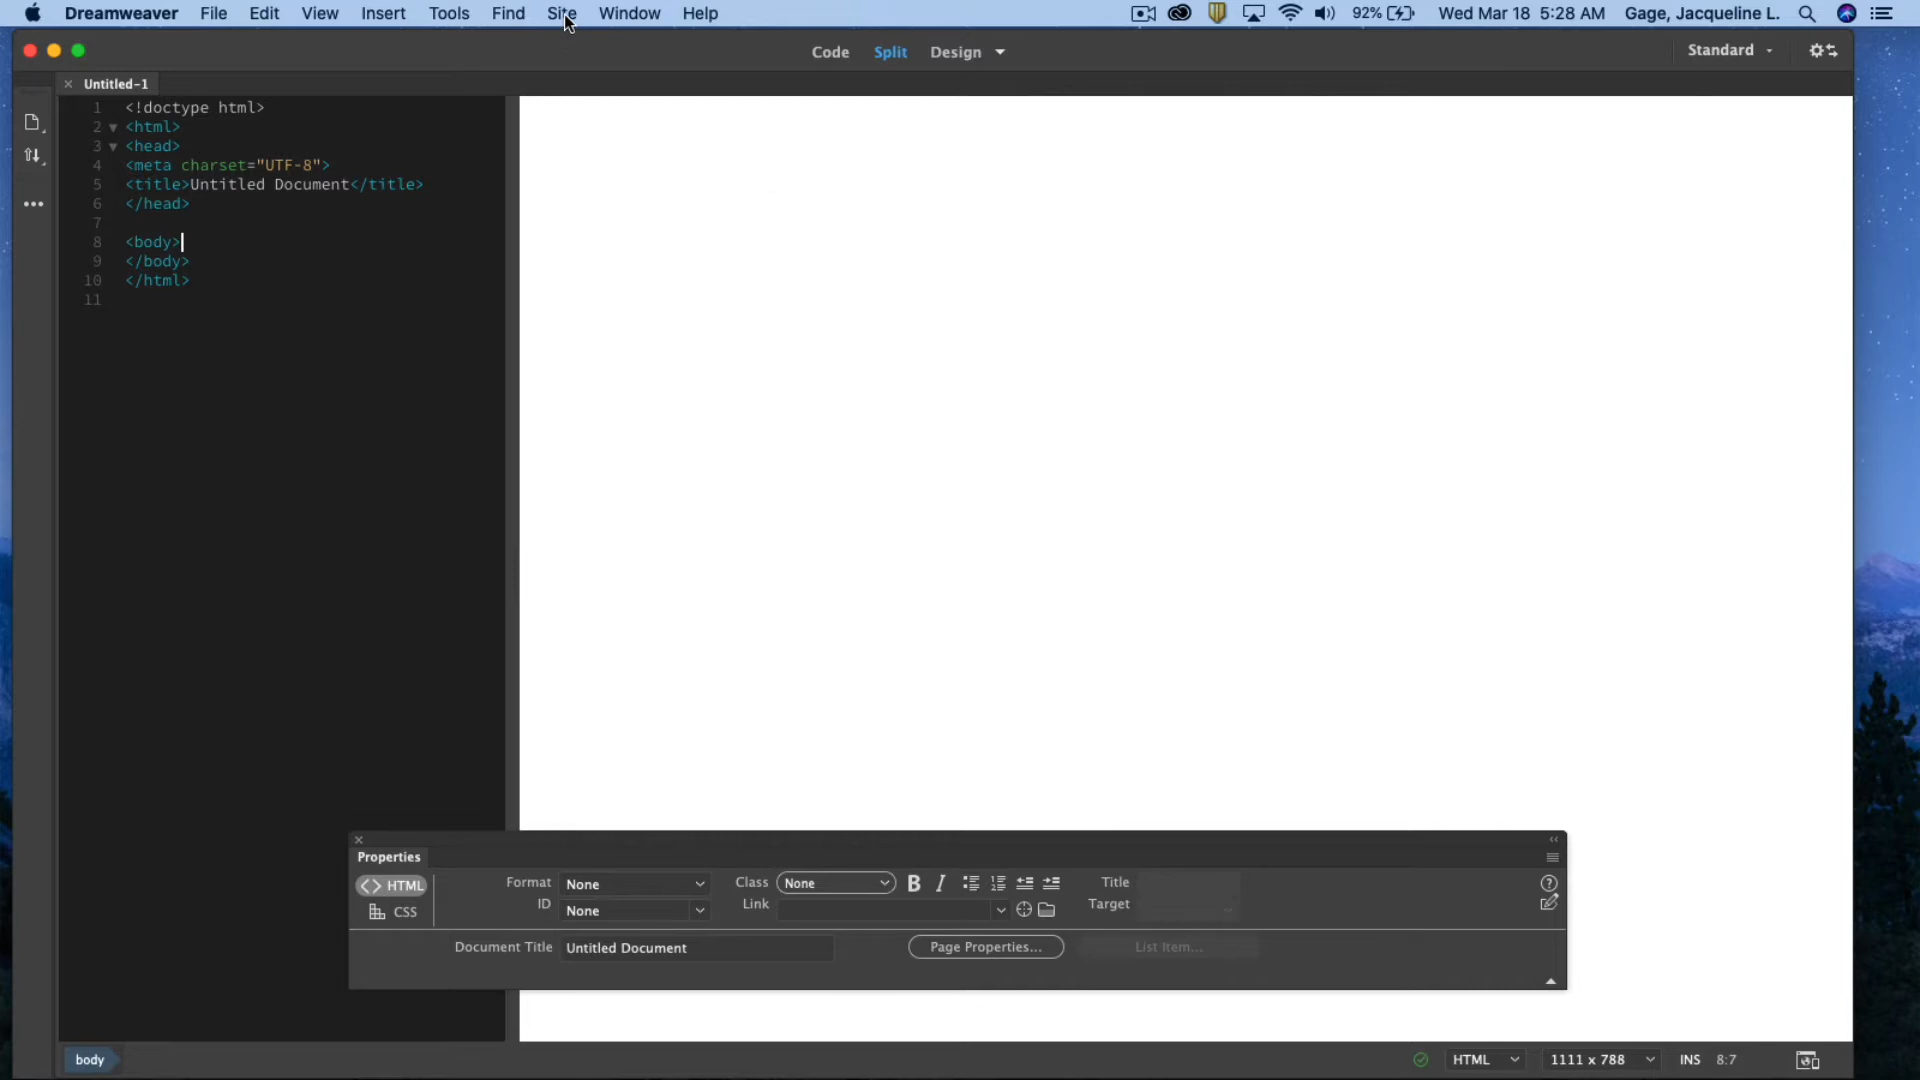 Dreamweaver File Edit View Insert Tools Find Site Window Help 92% Wed Mar 18 5:28 AM Gage, Jacqueline L.
Code Split Design Standard
× Untitled-1
1 <!doctype html>
2 <html>
3 <head>
4 <meta charset="UTF-8">
5 <title>Untitled Document</title>
6 </head>
7
8 <body>
9 </body>
10 </html>
11
Properties
<> HTML Format None Class None B I Title
CSS ID None Link Target
Document Title Untitled Document Page Properties... List Item...
body HTML 1111 x 788 INS 8:7